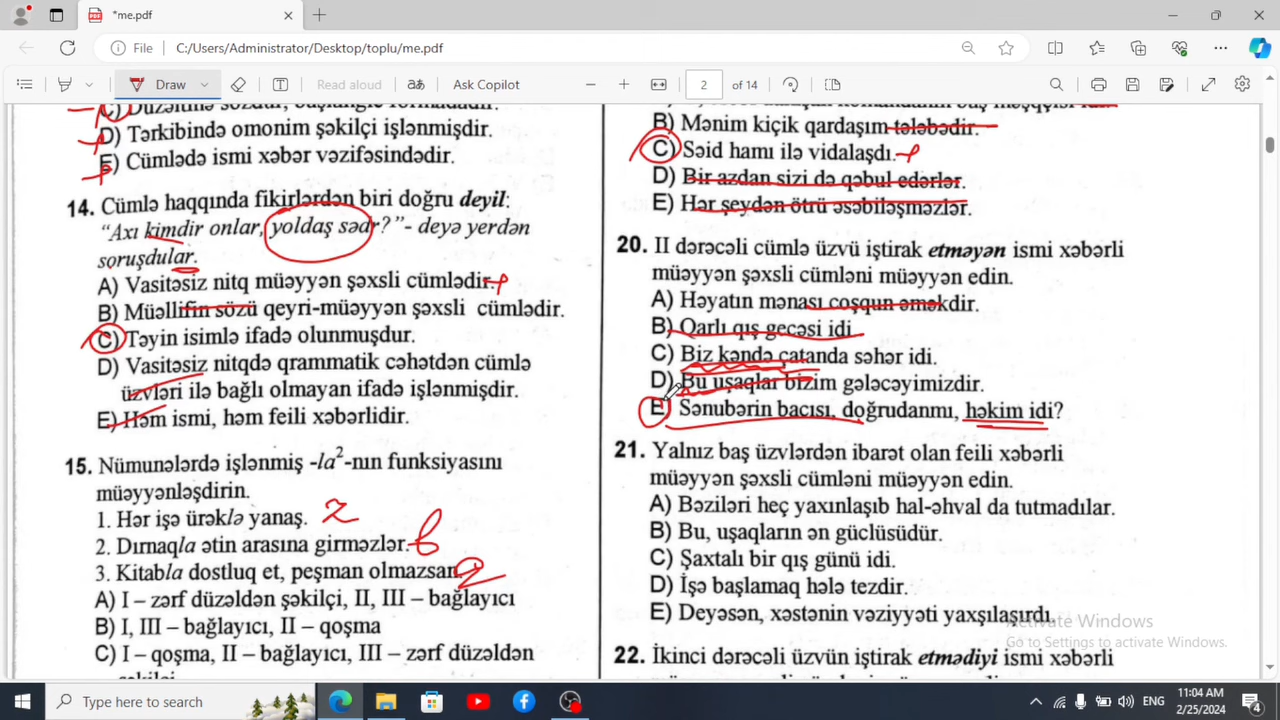 *me.pdf
File
C:/Users/Administrator/Desktop/toplu/me.pdf
Draw
Read aloud
Ask Copilot
2
of 14
C) Düzəltmə sözdür, başlanğıc formadadır.
D) Tərkibində omonim şəkilçi işlənmişdir.
E) Cümlədə ismi xəbər vəzifəsindədir.
14. Cümlə haqqında fikirlərdən biri doğru deyil:
“Axı kimdir onlar, yoldaş sədr?”- deyə yerdən
soruşdular.
A) Vasitəsiz nitq müəyyən şəxsli cümlədir.
B) Müəllifin sözü qeyri-müəyyən şəxsli cümlədir.
C) Təyin isimlə ifadə olunmuşdur.
D) Vasitəsiz nitqdə qrammatik cəhətdən cümlə
üzvləri ilə bağlı olmayan ifadə işlənmişdir.
E) Həm ismi, həm feili xəbərlidir.
15. Nümunələrdə işlənmiş -la²-nın funksiyasını
müəyyənləşdirin.
1. Hər işə ürəklə yanaş.
2. Dırnaqla ətin arasına girməzlər.
3. Kitabla dostluq et, peşman olmazsan.
A) I – zərf düzəldən şəkilçi, II, III – bağlayıcı
B) I, III – bağlayıcı, II – qoşma
C) I – qoşma, II – bağlayıcı, III – zərf düzəldən
B) Mənim kiçik qardaşım tələbədir.
C) Səid hamı ilə vidalaşdı.
D) Bir azdan sizi də qəbul edərlər.
E) Hər şeydən ötrü əsəbiləşməzlər.
20. II dərəcəli cümlə üzvü iştirak etməyən ismi xəbərli
müəyyən şəxsli cümləni müəyyən edin.
A) Həyatın mənası coşqun əməkdir.
B) Qarlı qış gecəsi idi
C) Biz kəndə çatanda səhər idi.
D) Bu uşaqlar bizim gələcəyimizdir.
E) Sənubərin bacısı, doğrudanmı, həkim idi?
21. Yalnız baş üzvlərdən ibarət olan feili xəbərli
müəyyən şəxsli cümləni müəyyən edin.
A) Bəziləri heç yaxınlaşıb hal-əhval da tutmadılar.
B) Bu, uşaqların ən güclüsüdür.
C) Şaxtalı bir qış günü idi.
D) İşə başlamaq hələ tezdir.
E) Deyəsən, xəstənin vəziyyəti yaxşılaşırdı.
22. İkinci dərəcəli üzvün iştirak etmədiyi ismi xəbərli
Activate Windows
Go to Settings to activate Windows.
Type here to search
ENG
11:04 AM
2/25/2024
4